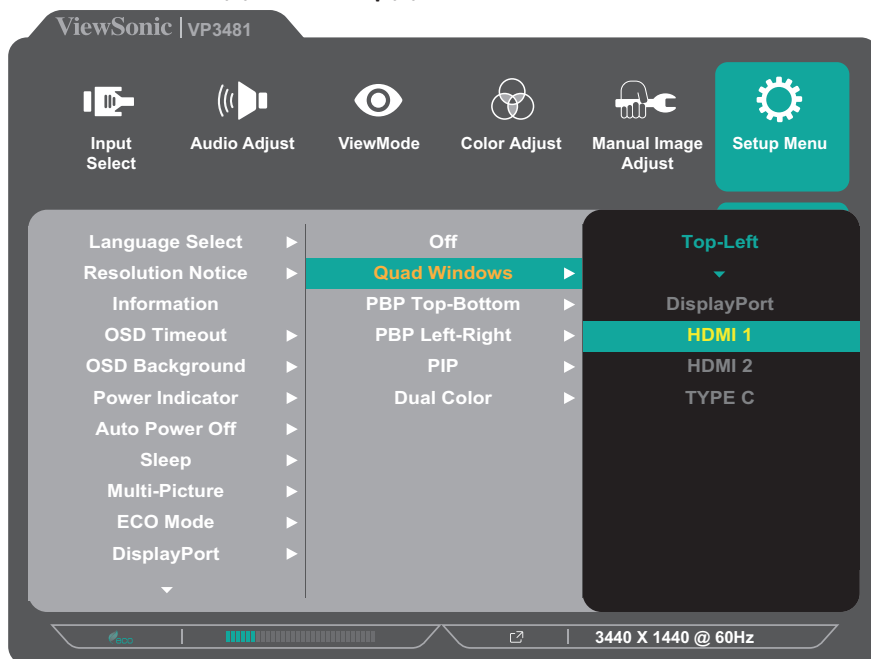 ViewSonic | VP3481
Input Select
Audio Adjust
ViewMode
Color Adjust
Manual Image Adjust
Setup Menu
Language Select
Resolution Notice
Information
OSD Timeout
OSD Background
Power Indicator
Auto Power Off
Sleep
Multi-Picture
ECO Mode
DisplayPort
Off
Quad Windows
PBP Top-Bottom
PBP Left-Right
PIP
Dual Color
Top-Left
DisplayPort
HDMI 1
HDMI 2
TYPE C
eco
3440 X 1440 @ 60Hz